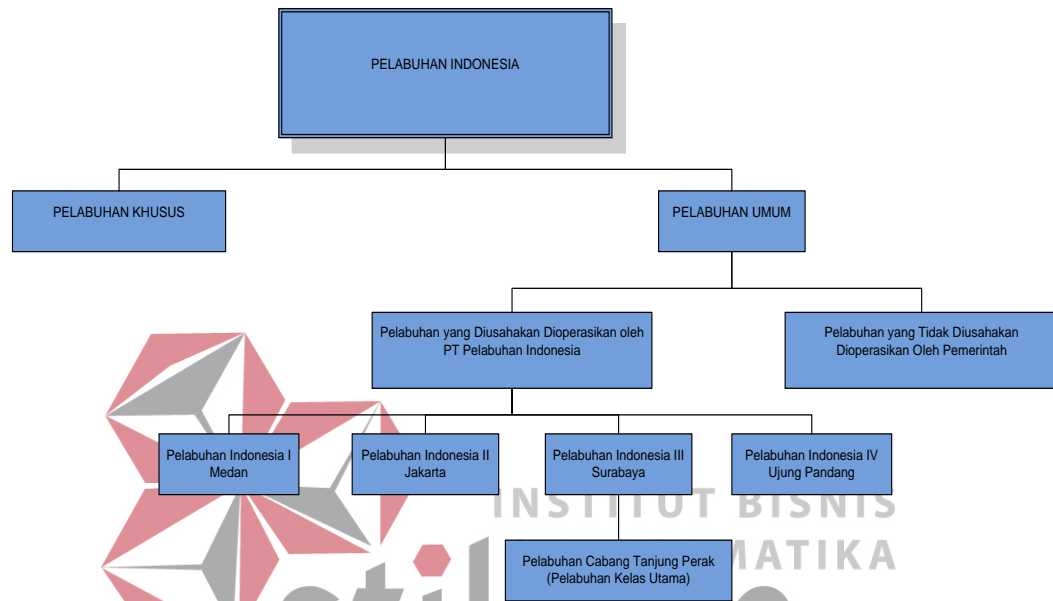 PELABUHAN INDONESIA
PELABUHAN KHUSUS
PELABUHAN UMUM
Pelabuhan yang Diusahakan Dioperasikan oleh
PT Pelabuhan Indonesia
Pelabuhan yang Tidak Diusahakan
Dioperasikan Oleh Pemerintah
Pelabuhan Indonesia I
Medan
Pelabuhan Indonesia II
Jakarta
Pelabuhan Indonesia III
Surabaya
Pelabuhan Indonesia IV
Ujung Pandang
INSTITUT BISNIS
Pelabuhan Cabang Tanjung Perak
(Pelabuhan Kelas Utama)